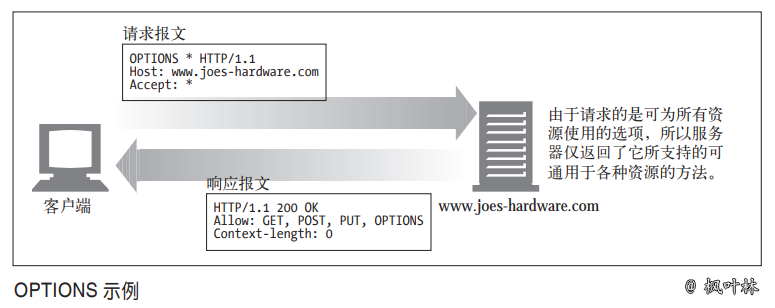 请求报文
OPTIONS * HTTP/1.1
Host: www.joes-hardware.com
Accept: *
由于请求的是可为所有资
源使用的选项，所以服务
器仅返回了它所支持的可
通用于各种资源的方法。
客户端
响应报文
HTTP/1.1 200 OK
Allow: GET, POST, PUT, OPTIONS
Context-length: 0
www.joes-hardware.com
OPTIONS 示例
@ 枫叶林